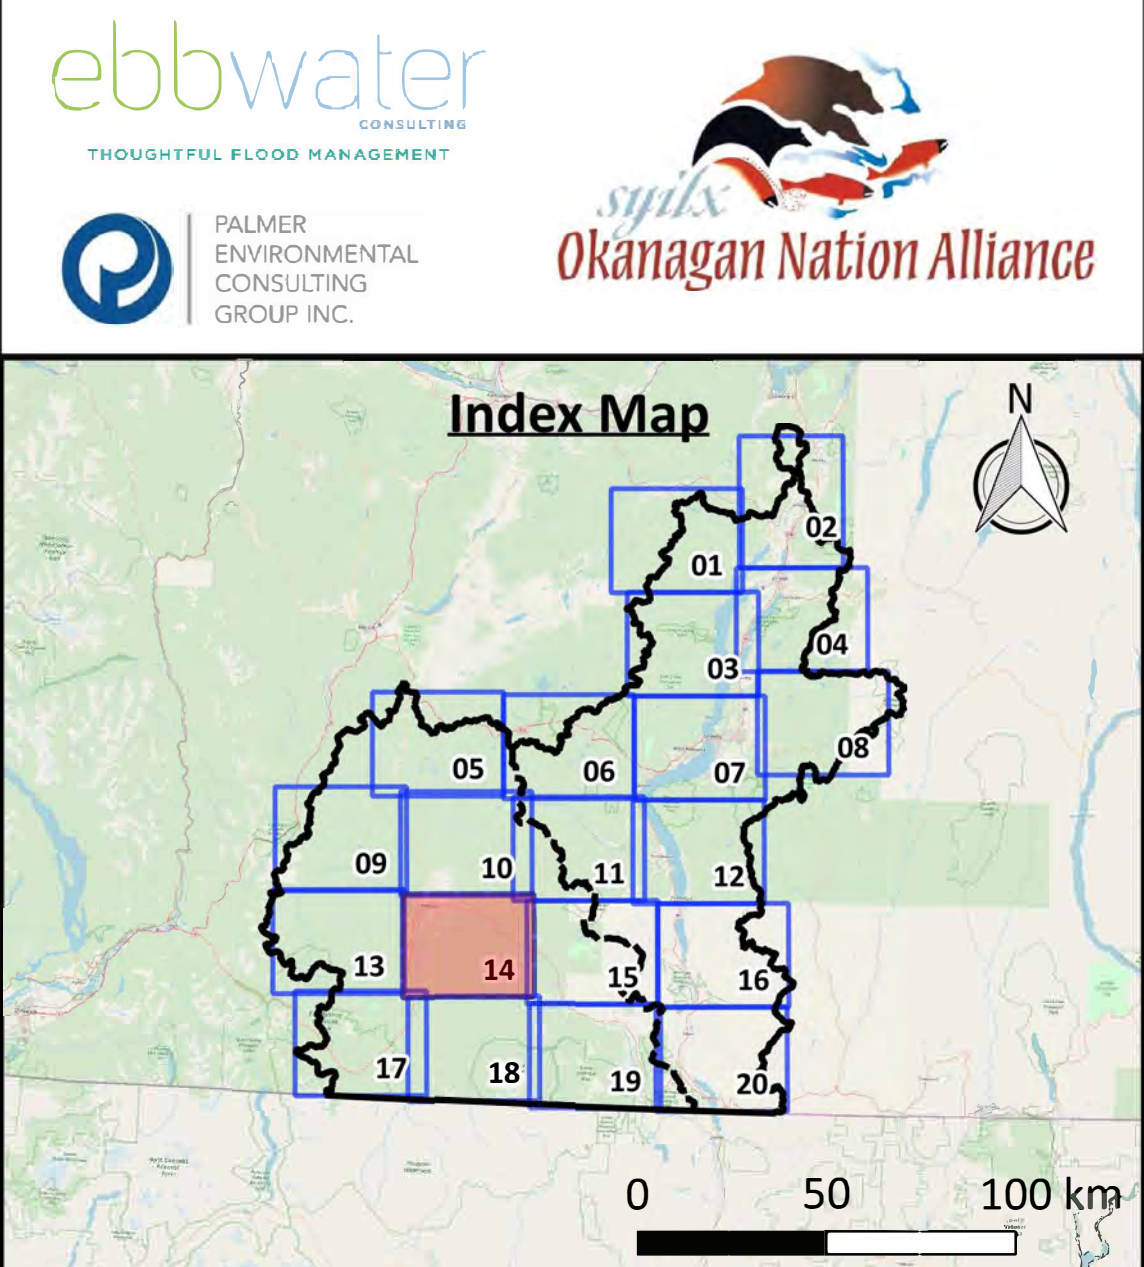 ebbwater
CONSULTING
THOUGHTFUL FLOOD MANAGEMENT
PALMER
ENVIRONMENTAL
CONSULTING
GROUP INC.
syilx
Okanagan Nation Alliance
Index Map
N
02
01
04
03
08
05
06
07
09
10
11
12
13
14
15
16
17
18
19
20
0 50 100 km